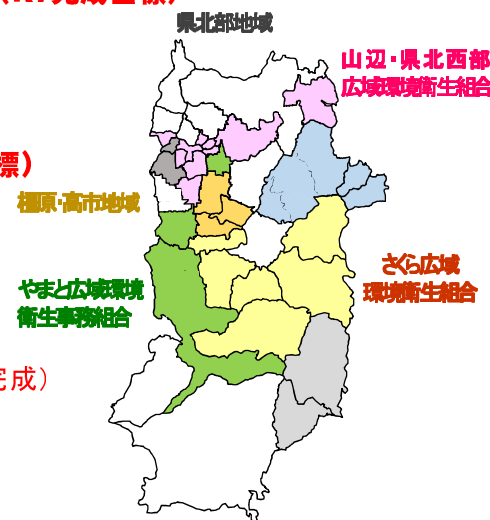 県北部地域
山辺・県北西部
広域環境衛生組合
標)
橿原・高市地域
さくら広域
環境衛生組合
やまと広域環境
衛生事務組合
完成)